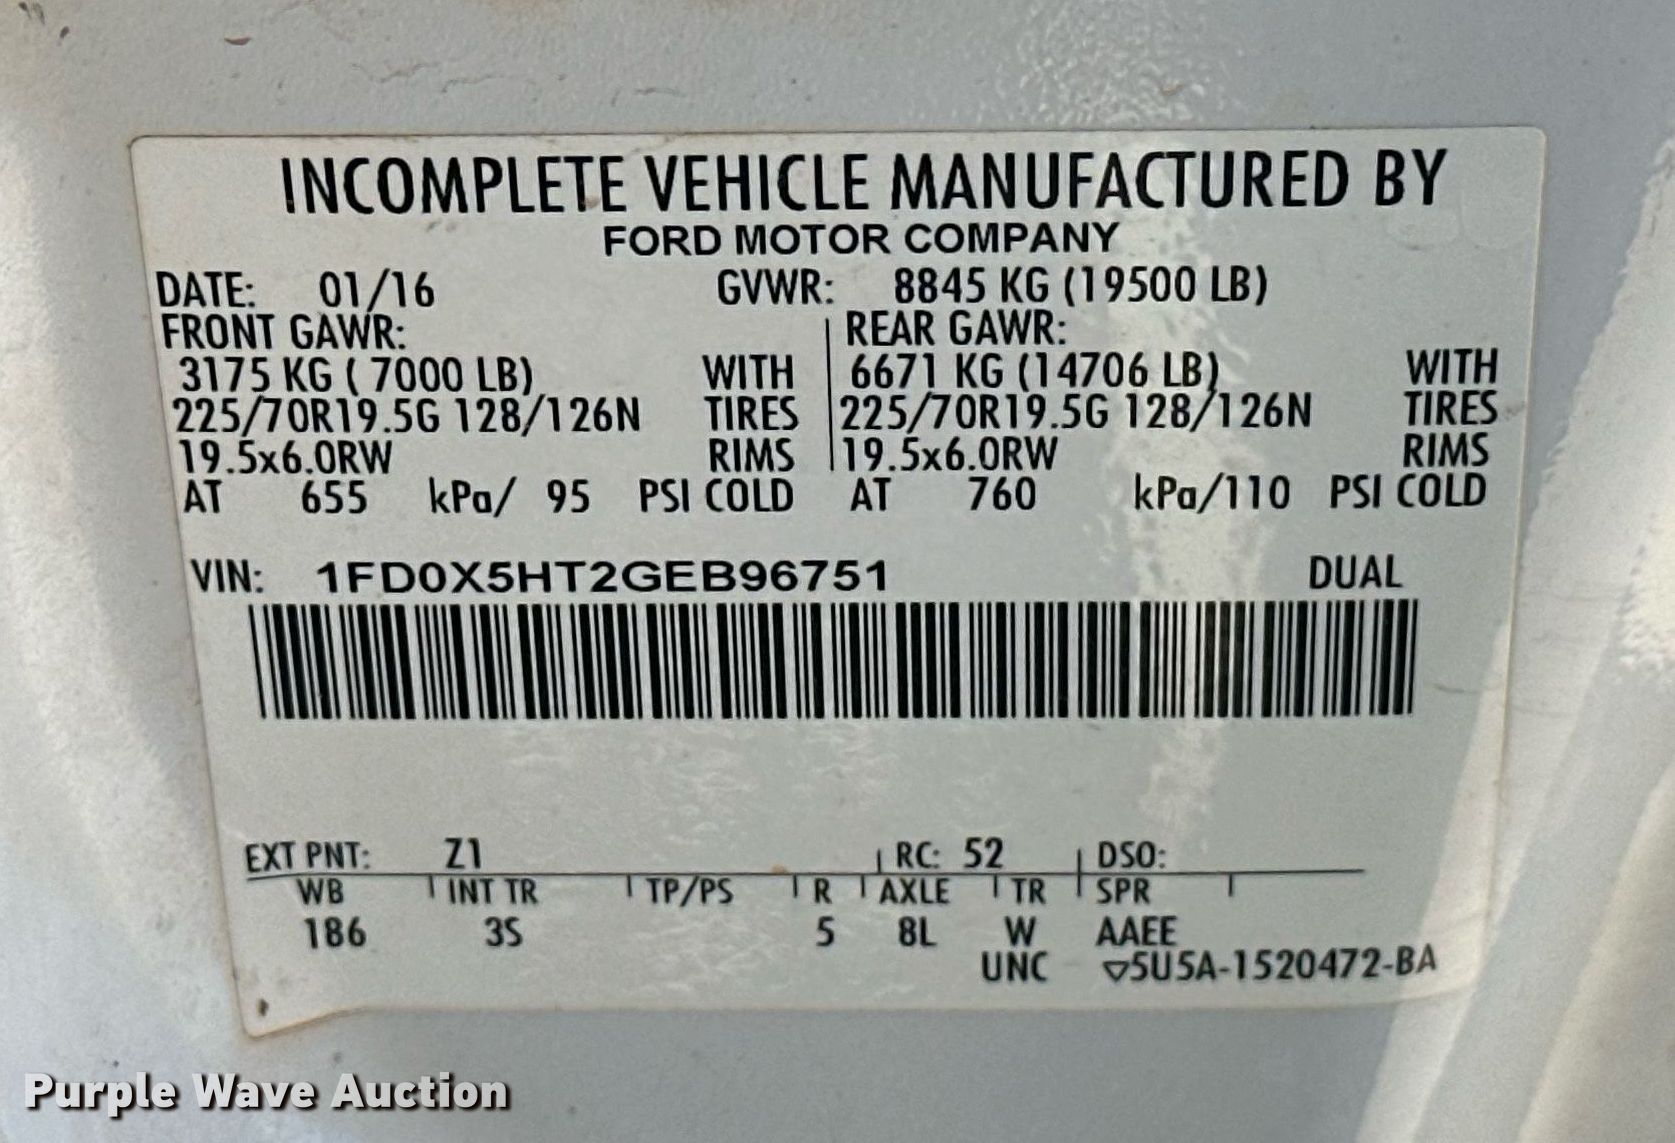 INCOMPLETE VEHICLE MANUFACTURED BY
FORD MOTOR COMPANY
DATE: 01/16 GVWR: 8845 KG (19500 LB)
FRONT GAWR: REAR GAWR:
3175 KG ( 7000 LB) WITH 6671 KG (14706 LB) WITH
225/70R19.5G 128/126N TIRES 225/70R19.5G 128/126N TIRES
19.5x6.0RW RIMS 19.5x6.0RW RIMS
AT 655 kPa/ 95 PSI COLD AT 760 kPa/110 PSI COLD
VIN: 1FD0X5HT2GEB96751 DUAL
EXT PNT: Z1 RC: 52 DSO:
WB INT TR TP/PS R AXLE TR SPR
186 3S 5 8L W AAEE
UNC ▽5U5A-1520472-BA
Purple Wave Auction